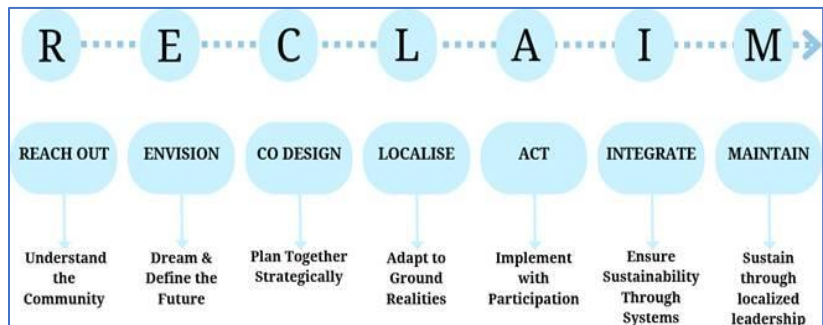 R E C L A I M
REACH OUT ENVISION CO DESIGN LOCALISE ACT INTEGRATE MAINTAIN
Understand
the
Community
Dream &
Define the
Future
Plan Together
Strategically
Adapt to
Ground
Realities
Implement
with
Participation
Ensure
Sustainability
Through
Systems
Sustain
through
localized
leadership